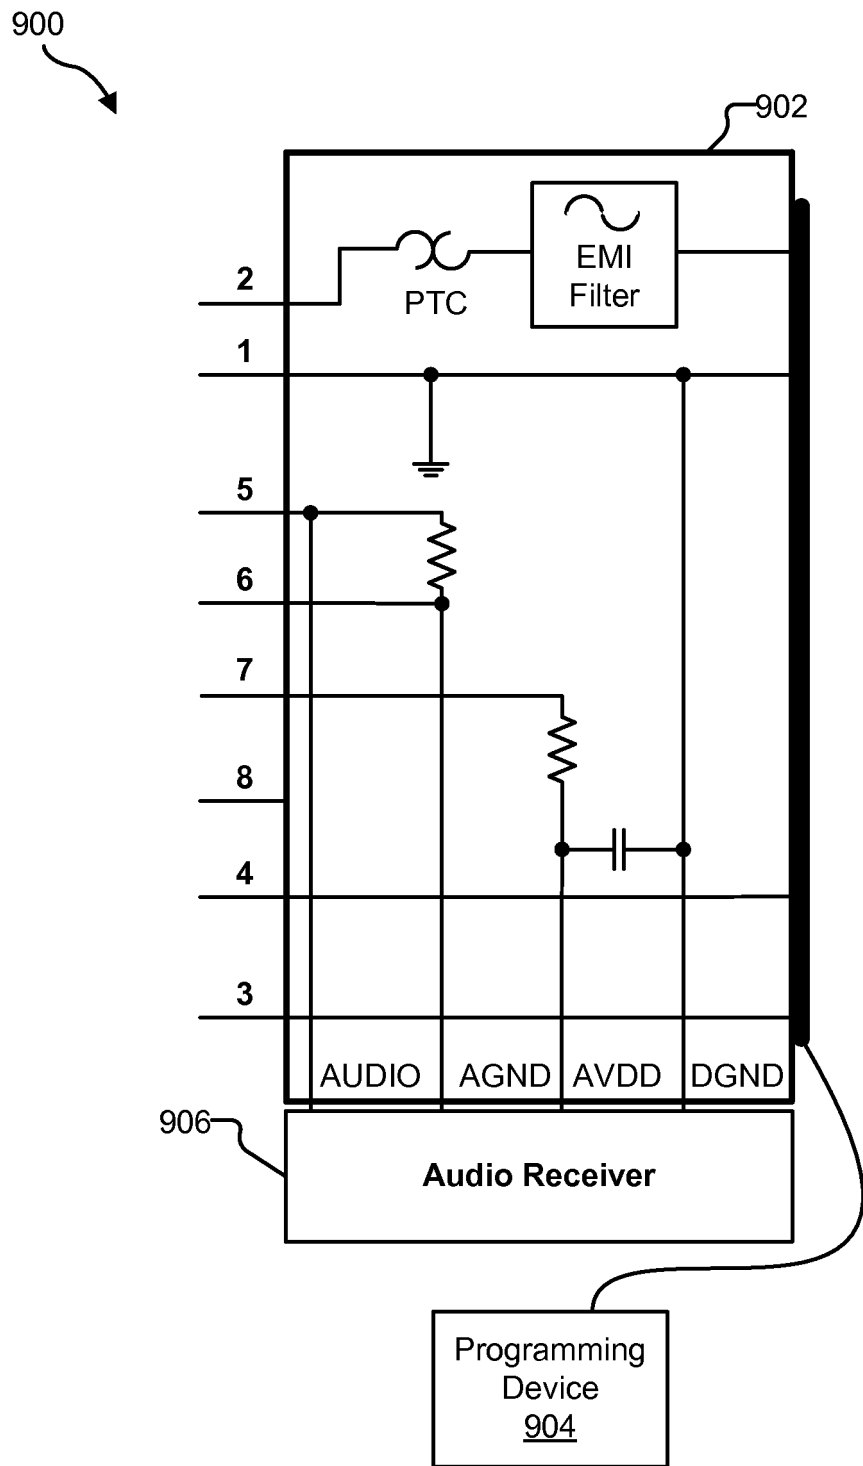 900
902
EMI
Filter
PTC
2
1
5
6
7
8
4
3
AUDIO AGND AVDD DGND
906
Audio Receiver
Programming
Device
904